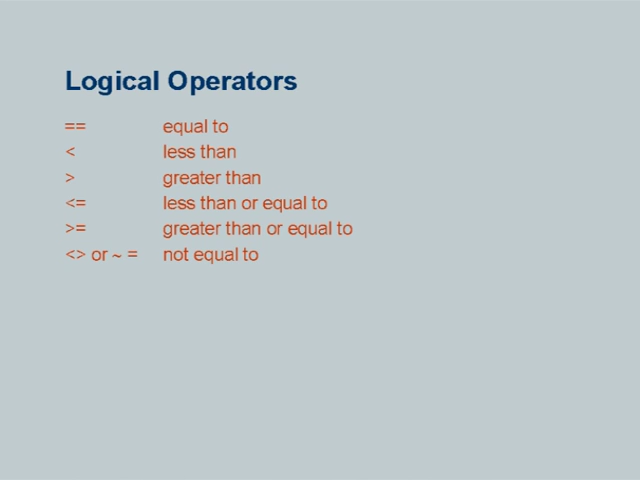 Logical Operators
== equal to
< less than
> greater than
<= less than or equal to
>= greater than or equal to
<> or ~ = not equal to